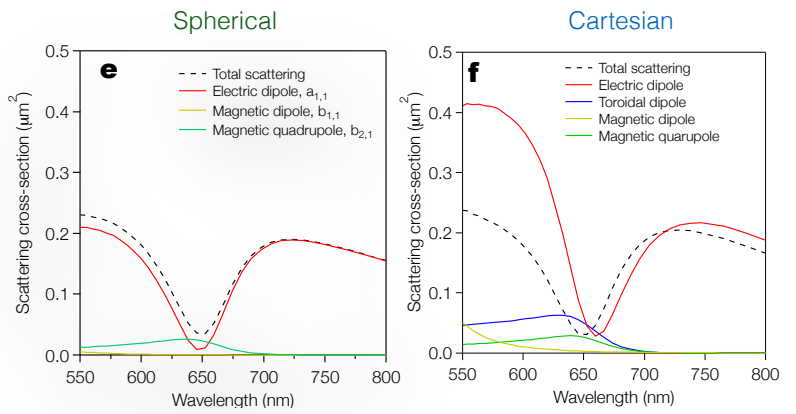 Spherical
Cartesian
e
Total scattering
Electric dipole, a1,1
Magnetic dipole, b1,1
Magnetic quadrupole, b2,1
Scattering cross-section (μm²)
0.5
0.4
0.3
0.2
0.1
0.0
550 600 650 700 750 800
Wavelength (nm)
f
Total scattering
Electric dipole
Toroidal dipole
Magnetic dipole
Magnetic quarupole
Scattering cross-section (μm²)
0.5
0.4
0.3
0.2
0.1
0.0
550 600 650 700 750 800
Wavelength (nm)